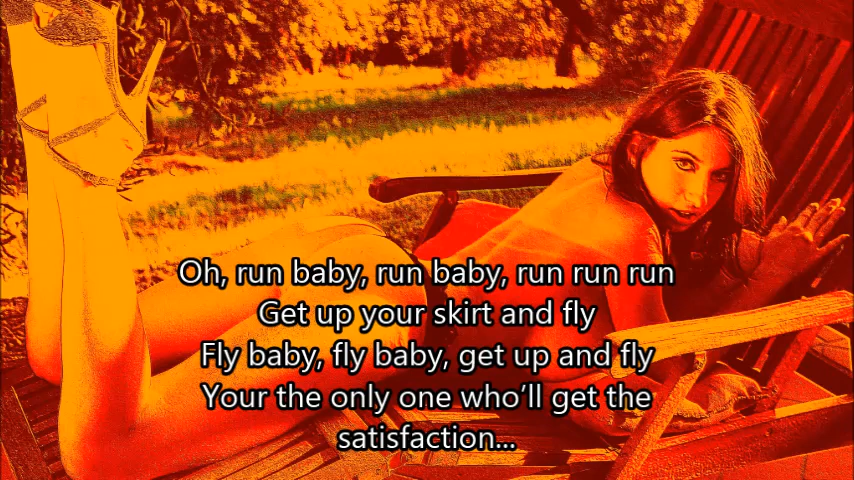 Oh, run baby, run baby, run run run
Get up your skirt and fly
Fly baby, fly baby, get up and fly
Your the only one who’ll get the
satisfaction...